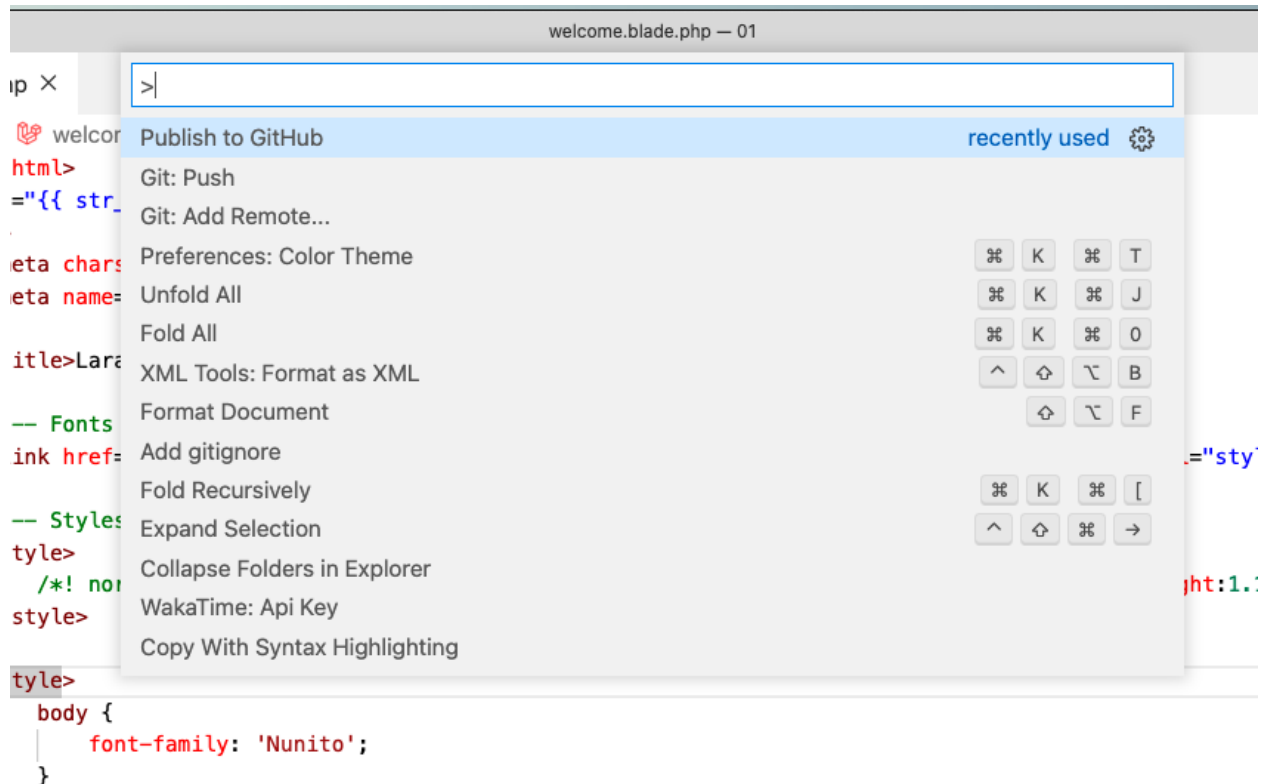 welcome.blade.php — 01
np ×
>
welcor
Publish to GitHub recently used
html>
Git: Push
="{{ str_
Git: Add Remote...
eta chars
Preferences: Color Theme ⌘ K ⌘ T
eta name=
Unfold All ⌘ K ⌘ J
Fold All ⌘ K ⌘ 0
itle>Lara
XML Tools: Format as XML ^ ⇧ ⌥ B
Format Document ⇧ ⌥ F
-- Fonts
Add gitignore
ink href=
="sty
Fold Recursively ⌘ K ⌘ [
-- Styles
Expand Selection ^ ⇧ ⌘ →
tyle>
Collapse Folders in Explorer
/*! nor
ght:1.1
WakaTime: Api Key
style>
Copy With Syntax Highlighting
tyle>
body {
font-family: 'Nunito';
}